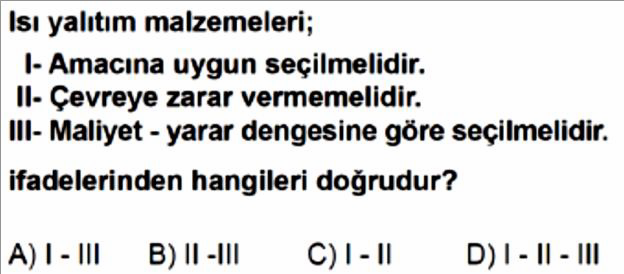 Isı yalıtım malzemeleri;
I- Amacına uygun seçilmelidir.
II- Çevreye zarar vermemelidir.
III- Maliyet - yarar dengesine göre seçilmelidir.
ifadelerinden hangileri doğrudur?
A) I - III B) II -III C) I - II D) I - II - III